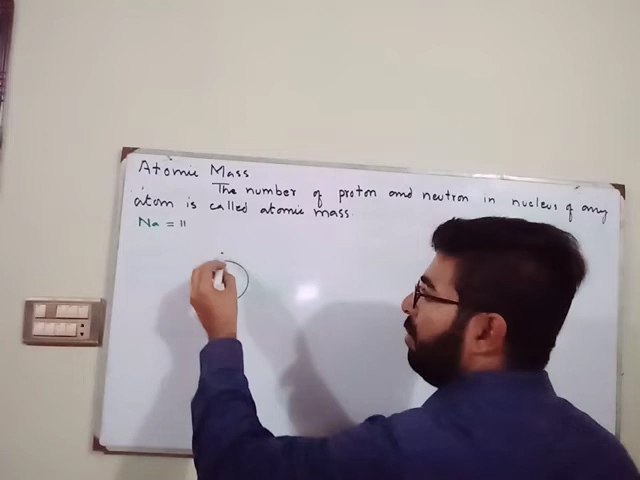 Atomic Mass
The number of proton and neutron in nucleus of any
atom is called atomic mass.
Na = 11